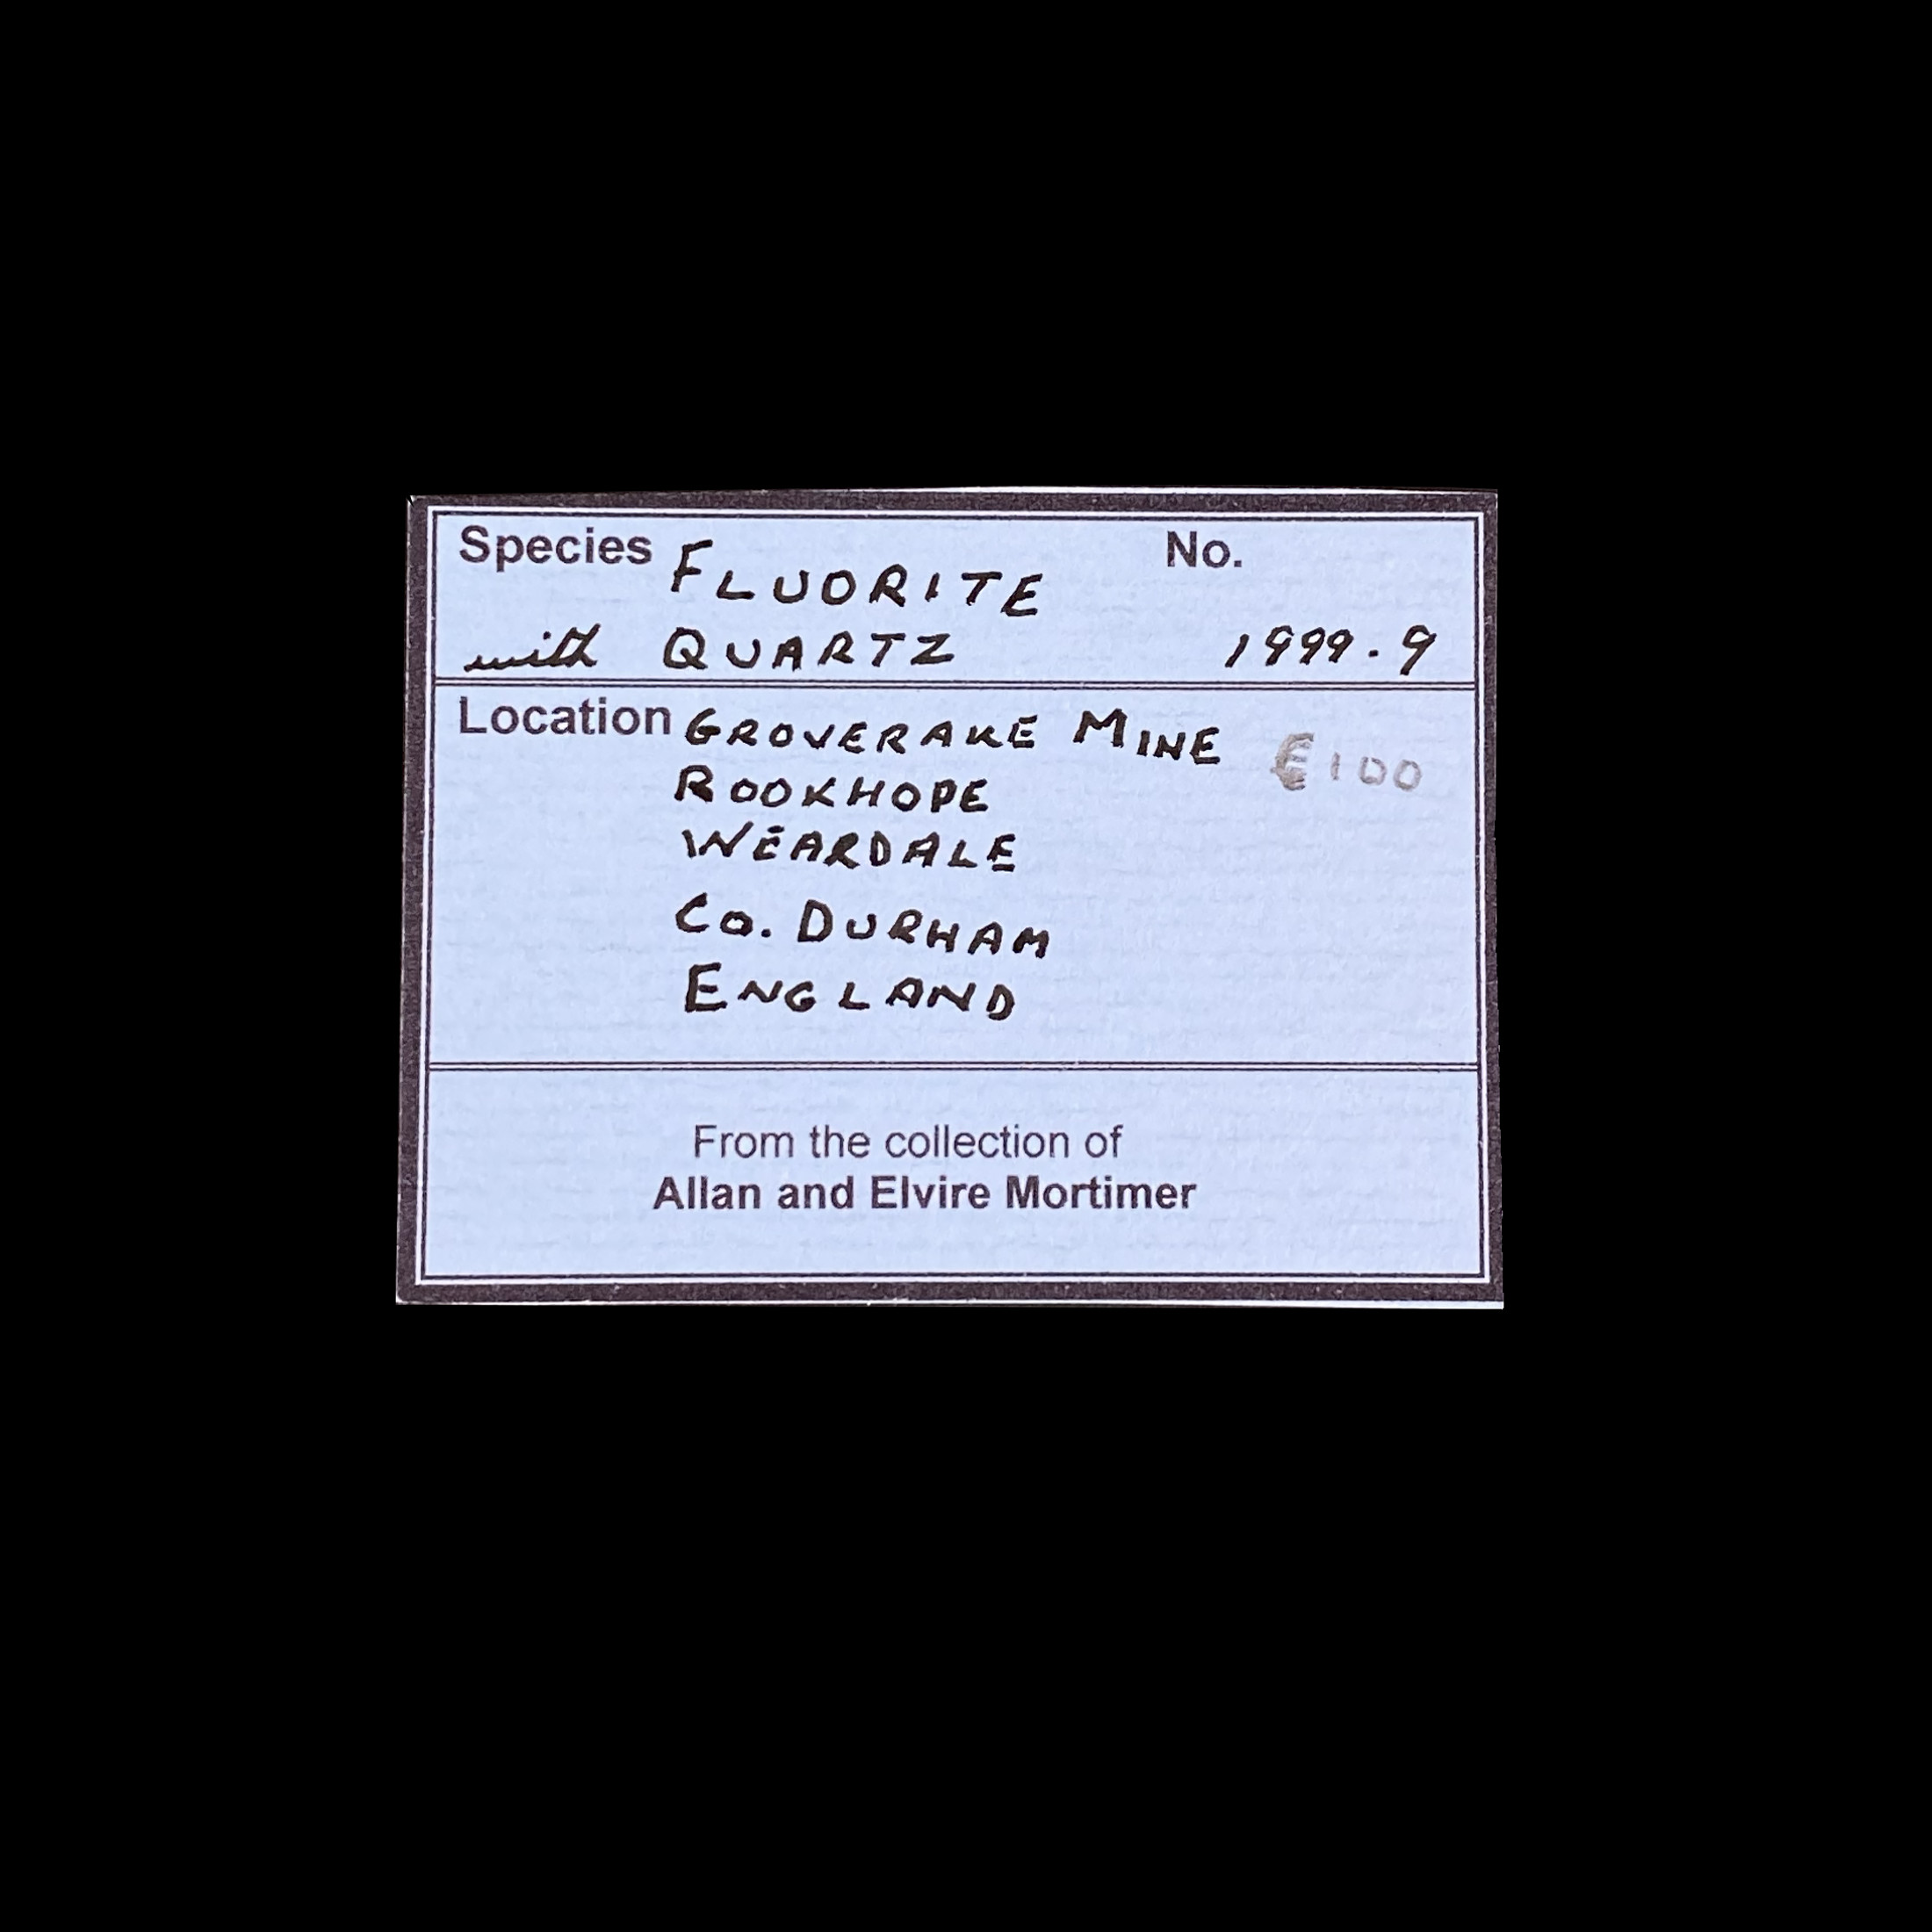 Species FLUORITE No.
with QUARTZ 1999.9
Location GROVERAKE MINE €100
ROOKHOPE
WEARDALE
CO. DURHAM
ENGLAND
From the collection of
Allan and Elvire Mortimer